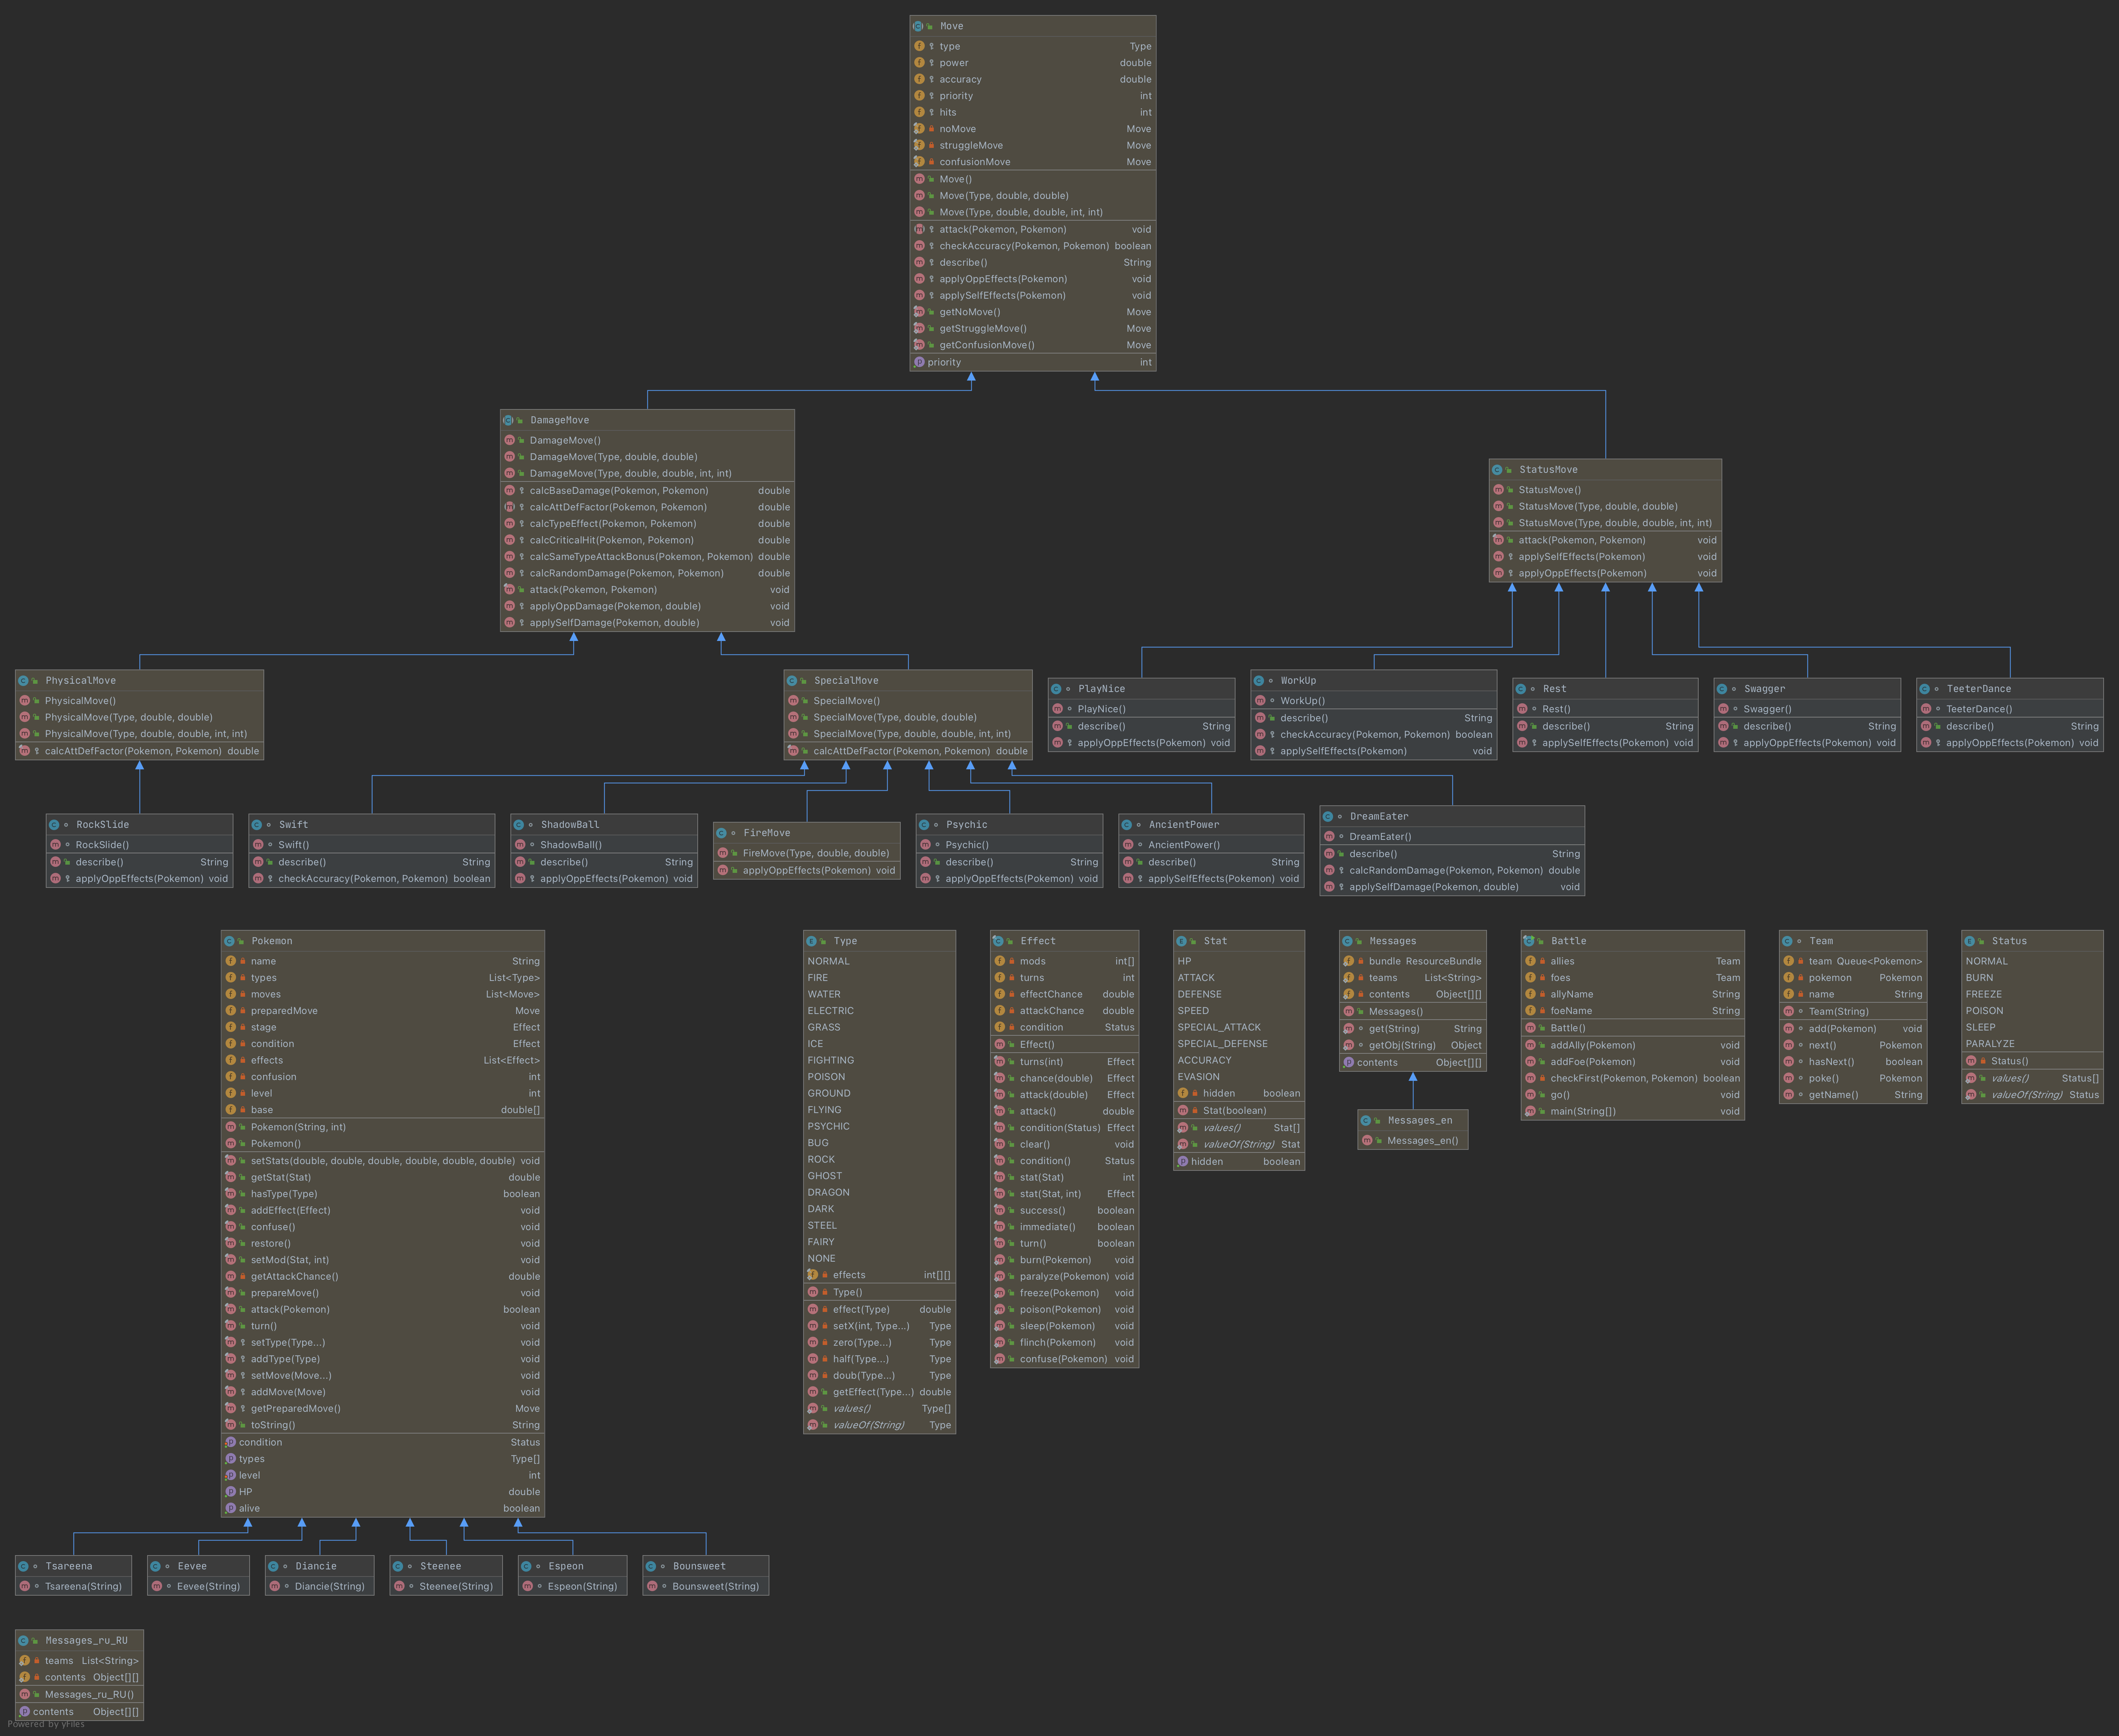 Move
type Type
power double
accuracy double
priority int
hits int
noMove Move
struggleMove Move
confusionMove Move
Move()
Move(Type, double, double)
Move(Type, double, double, int, int)
attack(Pokemon, Pokemon) void
checkAccuracy(Pokemon, Pokemon) boolean
describe() String
applyOppEffects(Pokemon) void
applySelfEffects(Pokemon) void
getNoMove() Move
getStruggleMove() Move
getConfusionMove() Move
priority int
DamageMove
DamageMove()
DamageMove(Type, double, double)
DamageMove(Type, double, double, int, int)
calcBaseDamage(Pokemon, Pokemon) double
calcAttDefFactor(Pokemon, Pokemon) double
calcTypeEffect(Pokemon, Pokemon) double
calcCriticalHit(Pokemon, Pokemon) double
calcSameTypeAttackBonus(Pokemon, Pokemon) double
calcRandomDamage(Pokemon, Pokemon) double
attack(Pokemon, Pokemon) void
applyOppDamage(Pokemon, double) void
applySelfDamage(Pokemon, double) void
StatusMove
StatusMove()
StatusMove(Type, double, double)
StatusMove(Type, double, double, int, int)
attack(Pokemon, Pokemon) void
applySelfEffects(Pokemon) void
applyOppEffects(Pokemon) void
PhysicalMove
PhysicalMove()
PhysicalMove(Type, double, double)
PhysicalMove(Type, double, double, int, int)
calcAttDefFactor(Pokemon, Pokemon) double
SpecialMove
SpecialMove()
SpecialMove(Type, double, double)
SpecialMove(Type, double, double, int, int)
calcAttDefFactor(Pokemon, Pokemon) double
PlayNice
PlayNice()
describe() String
applyOppEffects(Pokemon) void
WorkUp
WorkUp()
describe() String
checkAccuracy(Pokemon, Pokemon) boolean
applySelfEffects(Pokemon) void
Rest
Rest()
describe() String
applySelfEffects(Pokemon) void
Swagger
Swagger()
describe() String
applyOppEffects(Pokemon) void
TeeterDance
TeeterDance()
describe() String
applyOppEffects(Pokemon) void
RockSlide
RockSlide()
describe() String
applyOppEffects(Pokemon) void
Swift
Swift()
describe() String
checkAccuracy(Pokemon, Pokemon) boolean
ShadowBall
ShadowBall()
describe() String
applyOppEffects(Pokemon) void
FireMove
FireMove(Type, double, double)
applyOppEffects(Pokemon) void
Psychic
Psychic()
describe() String
applyOppEffects(Pokemon) void
AncientPower
AncientPower()
describe() String
applySelfEffects(Pokemon) void
DreamEater
DreamEater()
describe() String
calcRandomDamage(Pokemon, Pokemon) double
applySelfDamage(Pokemon, double) void
Pokemon
name String
types List<Type>
moves List<Move>
preparedMove Move
stage Effect
condition Effect
effects List<Effect>
confusion int
level int
base double[]
Pokemon(String, int)
Pokemon()
setStats(double, double, double, double, double, double) void
getStat(Stat) double
hasType(Type) boolean
addEffect(Effect) void
confuse() void
restore() void
setMod(Stat, int) void
getAttackChance() double
prepareMove() void
attack(Pokemon) boolean
turn() void
setType(Type...) void
addType(Type) void
setMove(Move...) void
addMove(Move) void
getPreparedMove() Move
toString() String
condition Status
types Type[]
level int
HP double
alive boolean
Type
NORMAL
FIRE
WATER
ELECTRIC
GRASS
ICE
FIGHTING
POISON
GROUND
FLYING
PSYCHIC
BUG
ROCK
GHOST
DRAGON
DARK
STEEL
FAIRY
NONE
effects int[][]
Type()
effect(Type) double
setX(int, Type...) Type
zero(Type...) Type
half(Type...) Type
doub(Type...) Type
getEffect(Type...) double
values() Type[]
valueOf(String) Type
Effect
mods int[]
turns int
effectChance double
attackChance double
condition Status
Effect()
turns(int) Effect
chance(double) Effect
attack(double) Effect
attack() double
condition(Status) Effect
clear() void
condition() Status
stat(Stat) int
stat(Stat, int) Effect
success() boolean
immediate() boolean
turn() boolean
burn(Pokemon) void
paralyze(Pokemon) void
freeze(Pokemon) void
poison(Pokemon) void
sleep(Pokemon) void
flinch(Pokemon) void
confuse(Pokemon) void
Stat
HP
ATTACK
DEFENSE
SPEED
SPECIAL_ATTACK
SPECIAL_DEFENSE
ACCURACY
EVASION
hidden boolean
Stat(boolean)
values() Stat[]
valueOf(String) Stat
hidden boolean
Messages
bundle ResourceBundle
teams List<String>
contents Object[][]
Messages()
get(String) String
getObj(String) Object
contents Object[][]
Messages_en
Messages_en()
Battle
allies Team
foes Team
allyName String
foeName String
Battle()
addAlly(Pokemon) void
addFoe(Pokemon) void
checkFirst(Pokemon, Pokemon) boolean
go() void
main(String[]) void
Team
team Queue<Pokemon>
pokemon Pokemon
name String
Team(String)
add(Pokemon) void
next() Pokemon
hasNext() boolean
poke() Pokemon
getName() String
Status
NORMAL
BURN
FREEZE
POISON
SLEEP
PARALYZE
Status()
values() Status[]
valueOf(String) Status
Tsareena
Tsareena(String)
Eevee
Eevee(String)
Diancie
Diancie(String)
Steenee
Steenee(String)
Espeon
Espeon(String)
Bounsweet
Bounsweet(String)
Messages_ru_RU
teams List<String>
contents Object[][]
Messages_ru_RU()
contents Object[][]
Powered by yFiles